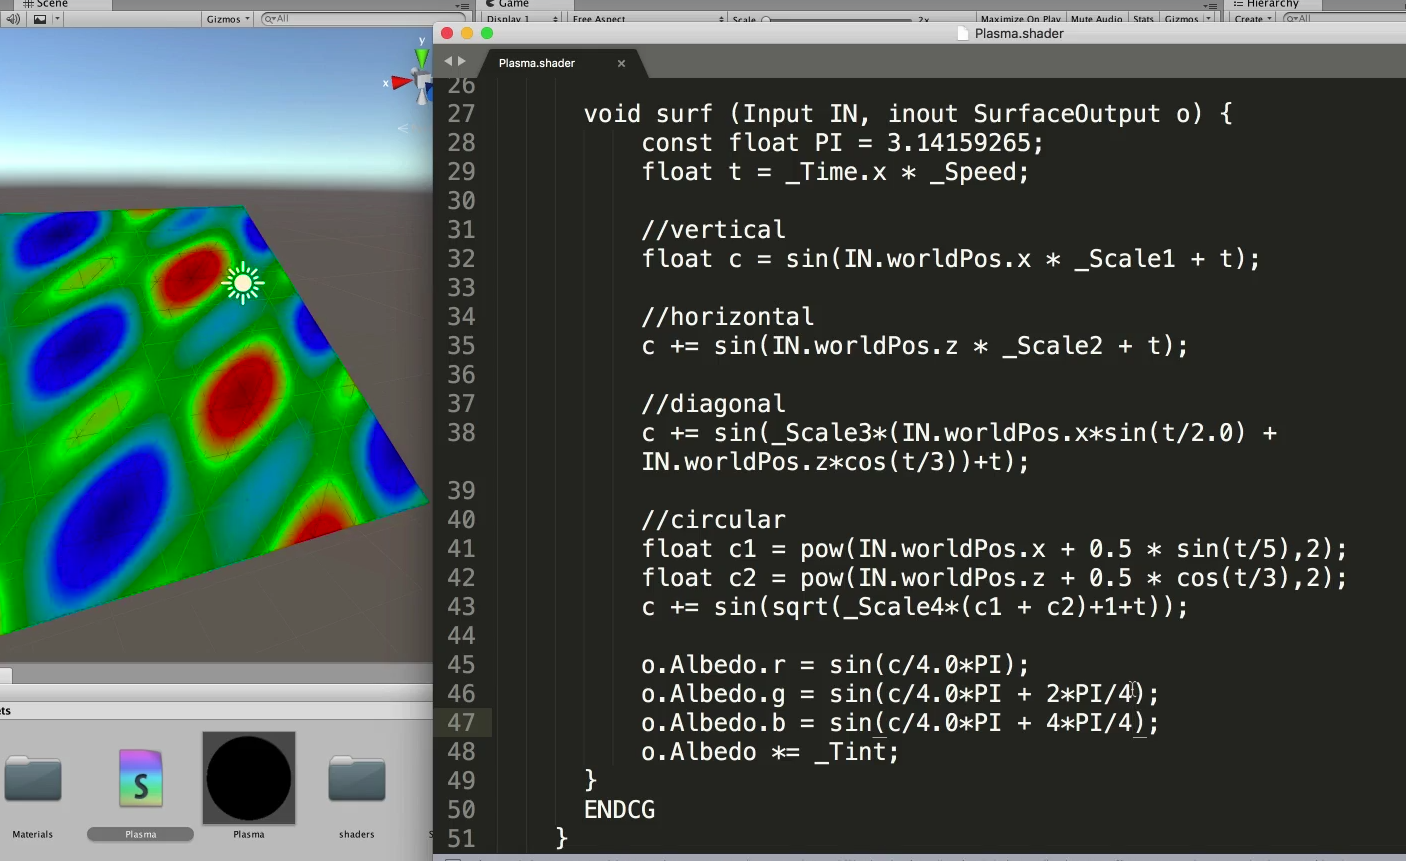 Scene
Game
Hierarchy
Gizmos
All
Display 1
Free Aspect
Scale
2x
Maximize On Play
Mute Audio
Stats
Gizmos
Create
All
Plasma.shader
Plasma.shader ×
y
x
26
27 void surf (Input IN, inout SurfaceOutput o) {
28 const float PI = 3.14159265;
29 float t = _Time.x * _Speed;
30
31 //vertical
32 float c = sin(IN.worldPos.x * _Scale1 + t);
33
34 //horizontal
35 c += sin(IN.worldPos.z * _Scale2 + t);
36
37 //diagonal
38 c += sin(_Scale3*(IN.worldPos.x*sin(t/2.0) +
IN.worldPos.z*cos(t/3))+t);
39
40 //circular
41 float c1 = pow(IN.worldPos.x + 0.5 * sin(t/5),2);
42 float c2 = pow(IN.worldPos.z + 0.5 * cos(t/3),2);
43 c += sin(sqrt(_Scale4*(c1 + c2)+1+t));
44
45 o.Albedo.r = sin(c/4.0*PI);
46 o.Albedo.g = sin(c/4.0*PI + 2*PI/4);
47 o.Albedo.b = sin(c/4.0*PI + 4*PI/4);
48 o.Albedo *= _Tint;
49 }
50 ENDCG
51 }
ets
S
Materials
Plasma
Plasma
shaders